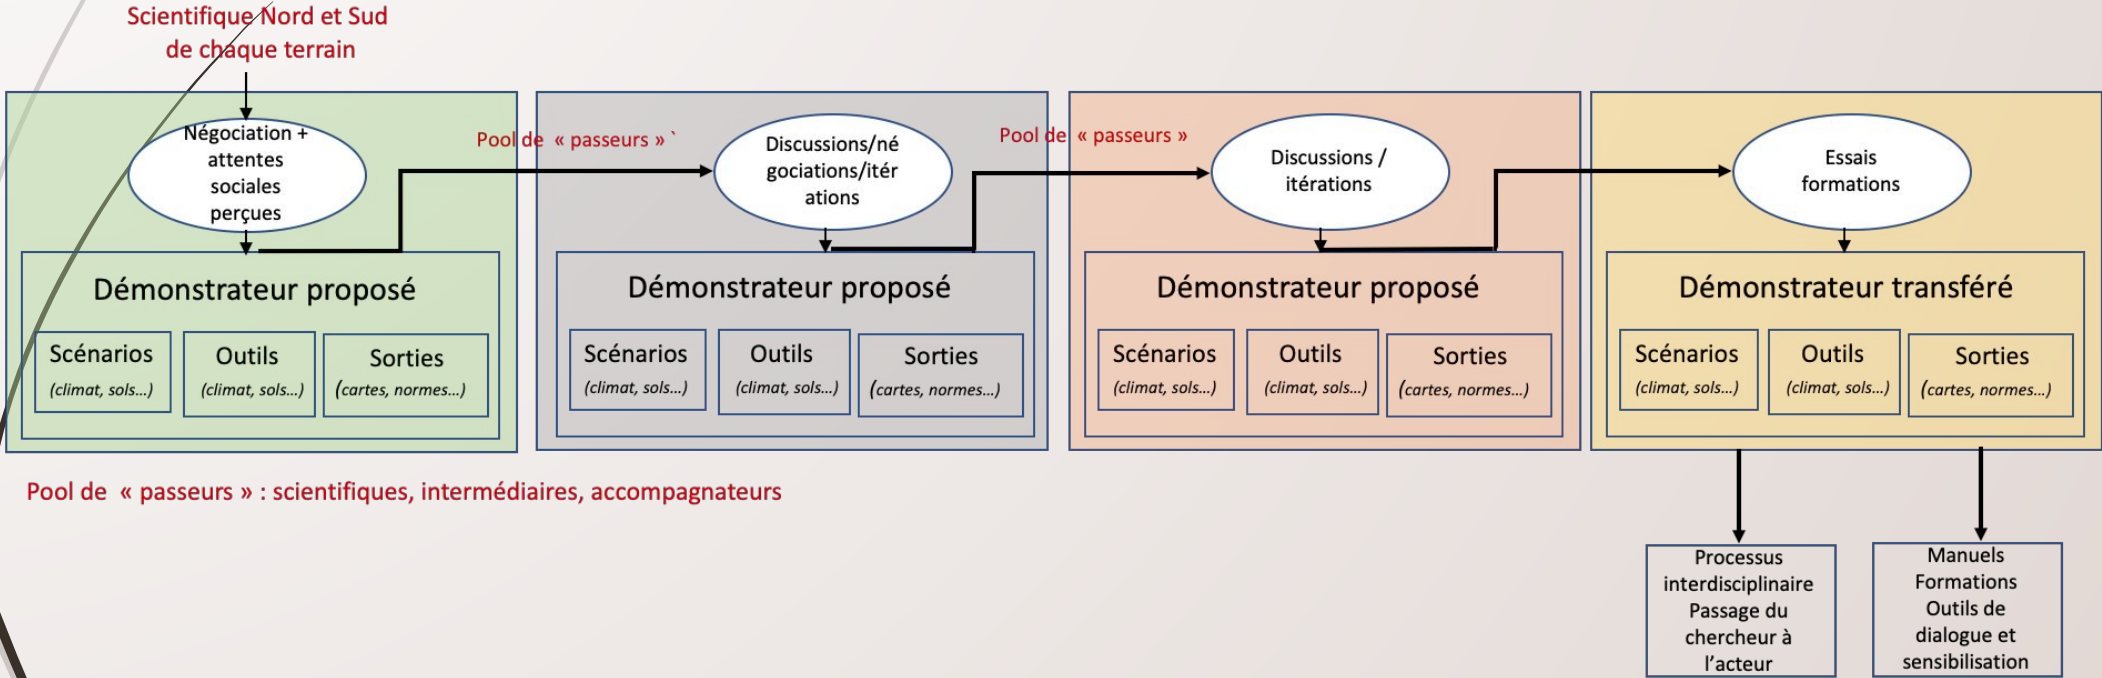 Scientifique Nord et Sud
de chaque terrain
Négociation +
attentes
sociales
perçues
Démonstrateur proposé
Scénarios
(climat, sols...)
Outils
(climat, sols...)
Sorties
(cartes, normes...)
Pool de « passeurs » `
Discussions/né
gociations/itér
ations
Démonstrateur proposé
Scénarios
(climat, sols...)
Outils
(climat, sols...)
Sorties
(cartes, normes...)
Pool de « passeurs »
Discussions /
itérations
Démonstrateur proposé
Scénarios
(climat, sols...)
Outils
(climat, sols...)
Sorties
(cartes, normes...)
Essais
formations
Démonstrateur transféré
Scénarios
(climat, sols...)
Outils
(climat, sols...)
Sorties
(cartes, normes...)
Pool de « passeurs » : scientifiques, intermédiaires, accompagnateurs
Processus
interdisciplinaire
Passage du
chercheur à
l’acteur
Manuels
Formations
Outils de
dialogue et
sensibilisation